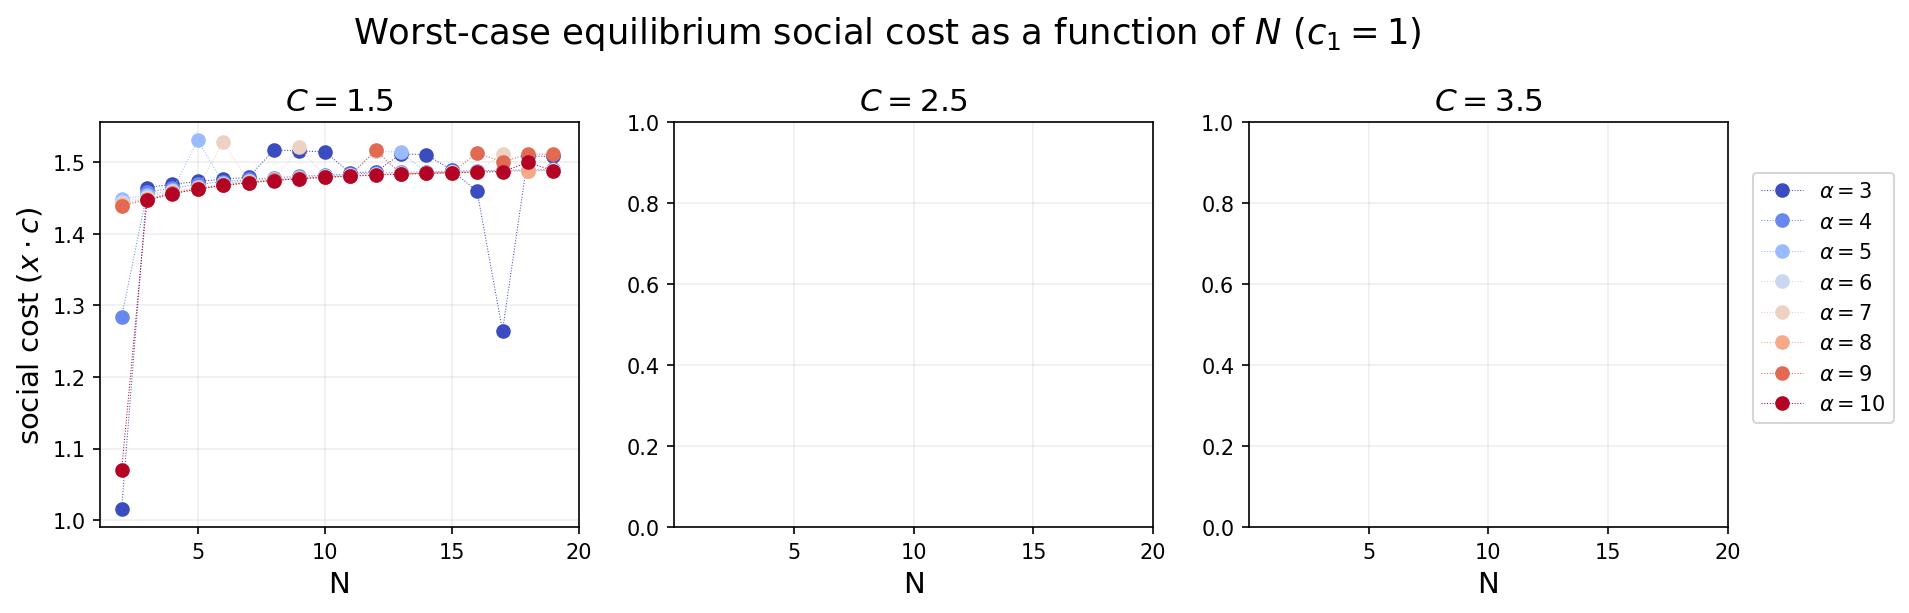 Worst-case equilibrium social cost as a function of N (c₁ = 1)
C = 1.5
C = 2.5
C = 3.5
social cost (x · c)
1.5
1.4
1.3
1.2
1.1
1.0
5 10 15 20
N
1.0
0.8
0.6
0.4
0.2
0.0
5 10 15 20
N
1.0
0.8
0.6
0.4
0.2
0.0
5 10 15 20
N
α = 3
α = 4
α = 5
α = 6
α = 7
α = 8
α = 9
α = 10